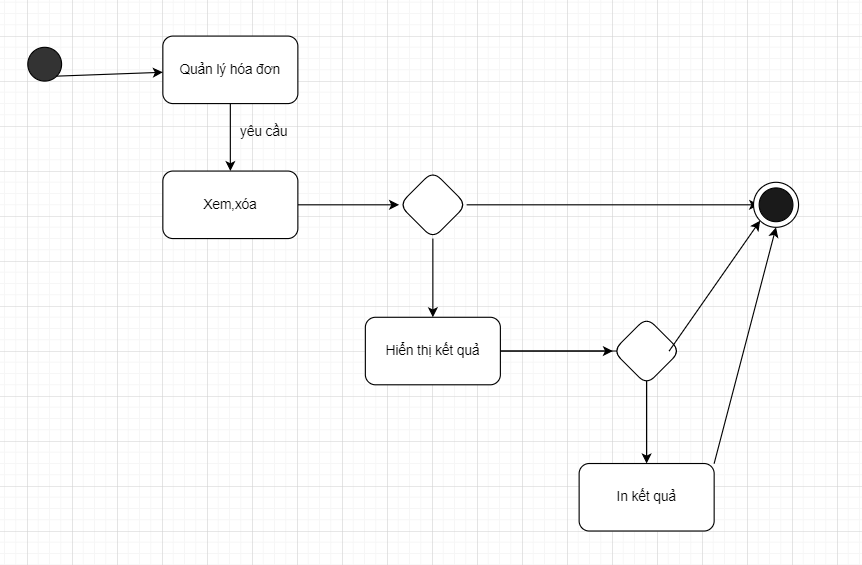 Quản lý hóa đơn
yêu cầu
Xem,xóa
Hiển thị kết quả
In kết quả